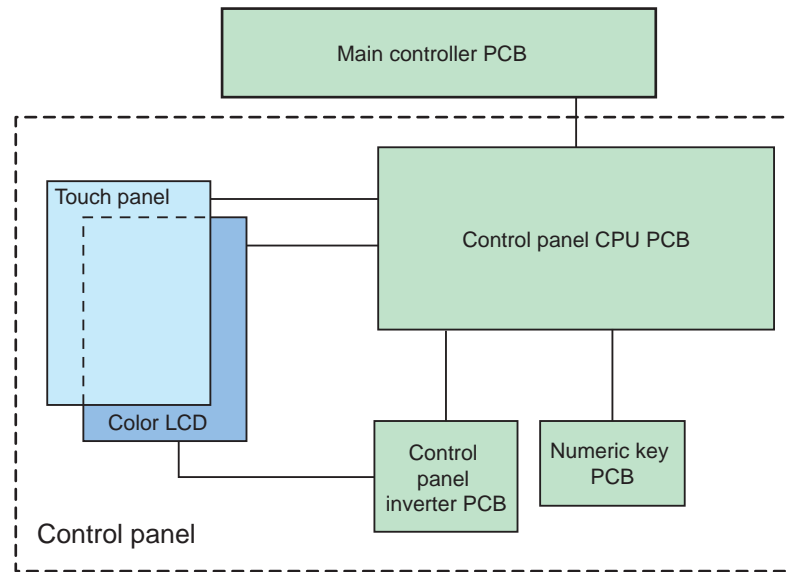 Main controller PCB
Touch panel
Control panel CPU PCB
Color LCD
Control
panel
inverter PCB
Numeric key
PCB
Control panel